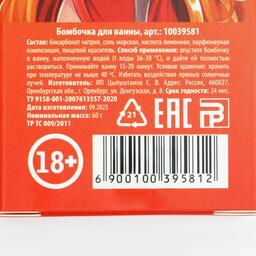 Бомбочка для ванны, арт.: 10039581
Состав: бикарбонат натрия, соль морская, кислота лимонная, парфюмерная
композиция, пищевой краситель. Способ применения: опустите бомбочку
в ванну, наполненную водой (t воды 36-38 °C), и дайте ей полностью
раствориться. Принимайте ванну 15-20 минут. Условия хранения: хранить
при температуре не выше 40 °C. Избегать воздействия прямых солнечных
лучей. Изготовитель: ИП Цыпуштанов С. В. Адрес: Россия, 460027,
Оренбургская обл., г. Оренбург, ул. Донгузская, д. 8. Срок годности: 24 мес.
ТУ 9158-001-2007613557-2020
Дата изготовления: 09.2023
Номинальная масса: 60 г
ТР ТС 009/2011
21
EAC
18+
6 900100 395812